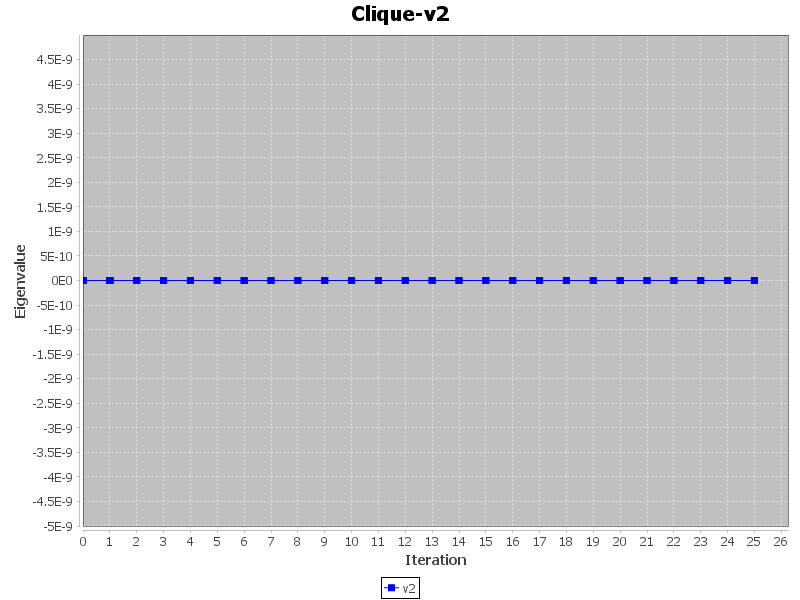 Clique-v2
4.5E-9
4E-9
3.5E-9
3E-9
2.5E-9
2E-9
1.5E-9
1E-9
5E-10
0E0
-5E-10
-1E-9
-1.5E-9
-2E-9
-2.5E-9
-3E-9
-3.5E-9
-4E-9
-4.5E-9
-5E-9
Eigenvalue
0 1 2 3 4 5 6 7 8 9 10 11 12 13 14 15 16 17 18 19 20 21 22 23 24 25 26
Iteration
v2